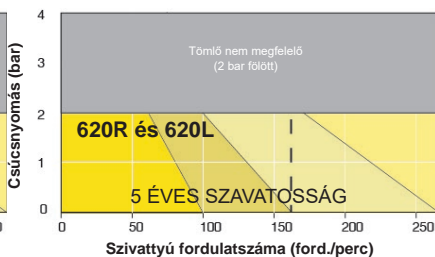 Csúcsnyomás (bar)
4
3
2
1
0
Tömlő nem megfelelő
(2 bar fölött)
620R és 620L
5 ÉVES SZAVATOSSÁG
0 50 100 150 200 250
Szivattyú fordulatszáma (ford./perc)